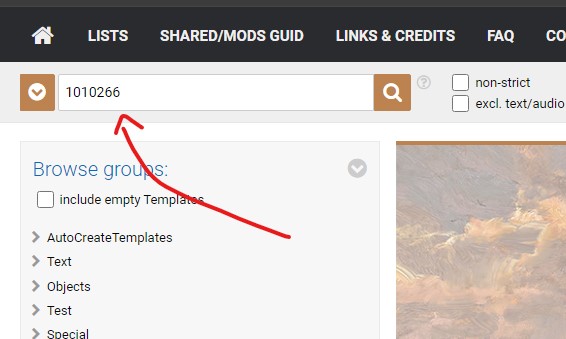 LISTS SHARED/MODS GUID LINKS & CREDITS FAQ CO
1010266
?
non-strict
excl. text/audio
Browse groups:
include empty Templates
AutoCreateTemplates
Text
Objects
Test
Special